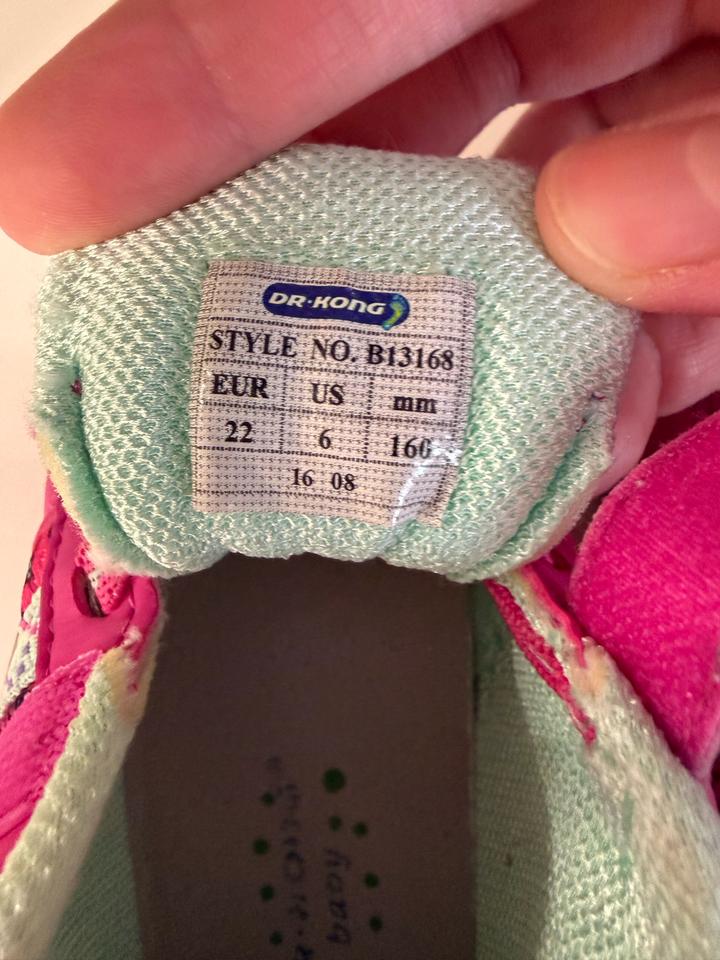 DR·KONG
STYLE NO. B13168
EUR US mm
22 6 160
16 08